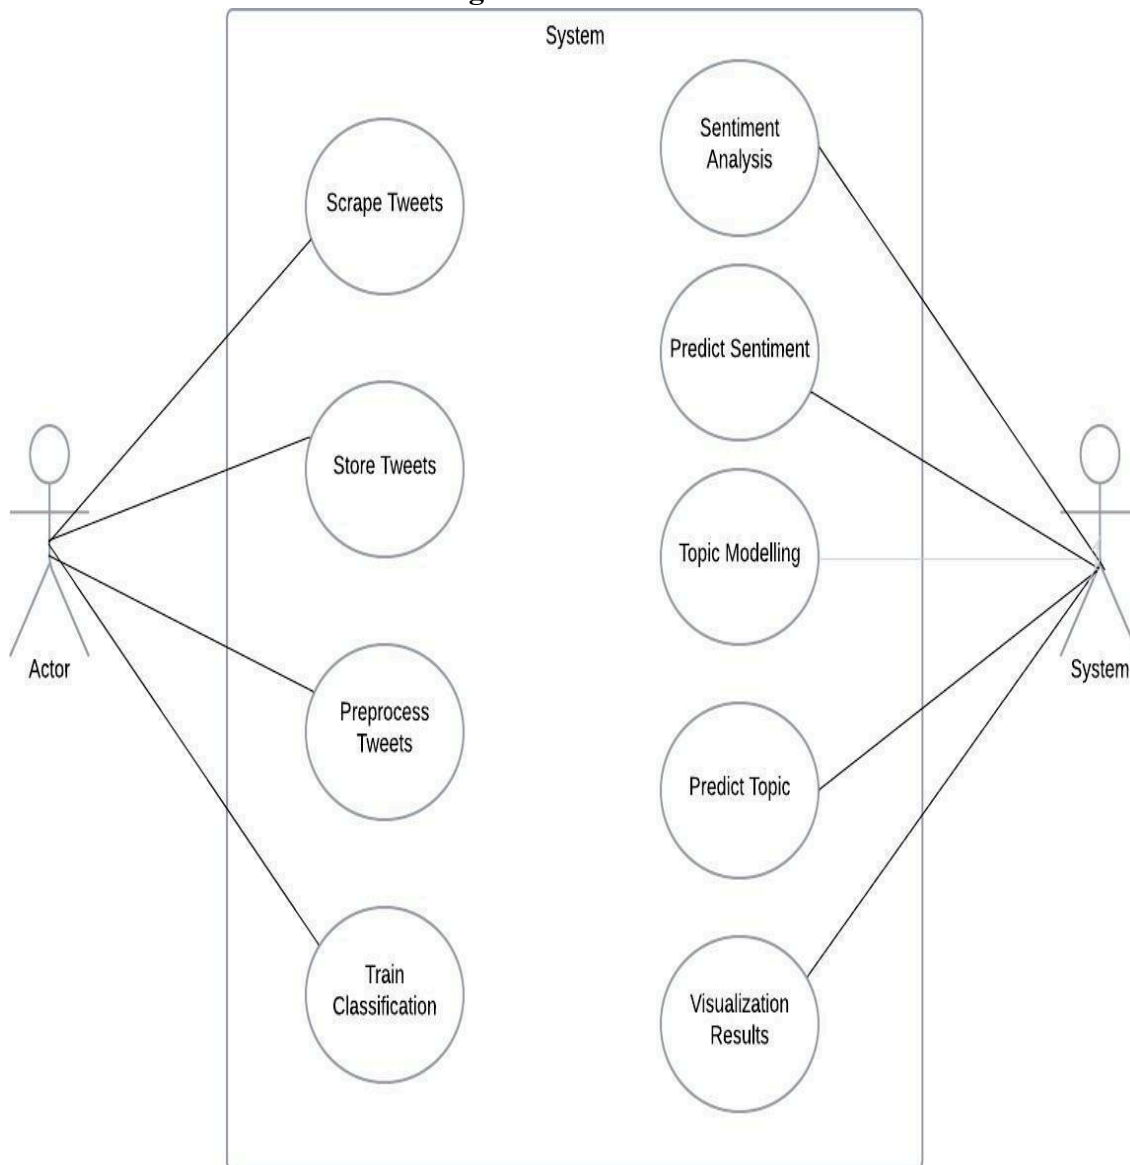 System
Sentiment
Analysis
Scrape Tweets
Predict Sentiment
Store Tweets
Topic Modelling
Actor
System
Preprocess
Tweets
Predict Topic
Train
Classification
Visualization
Results